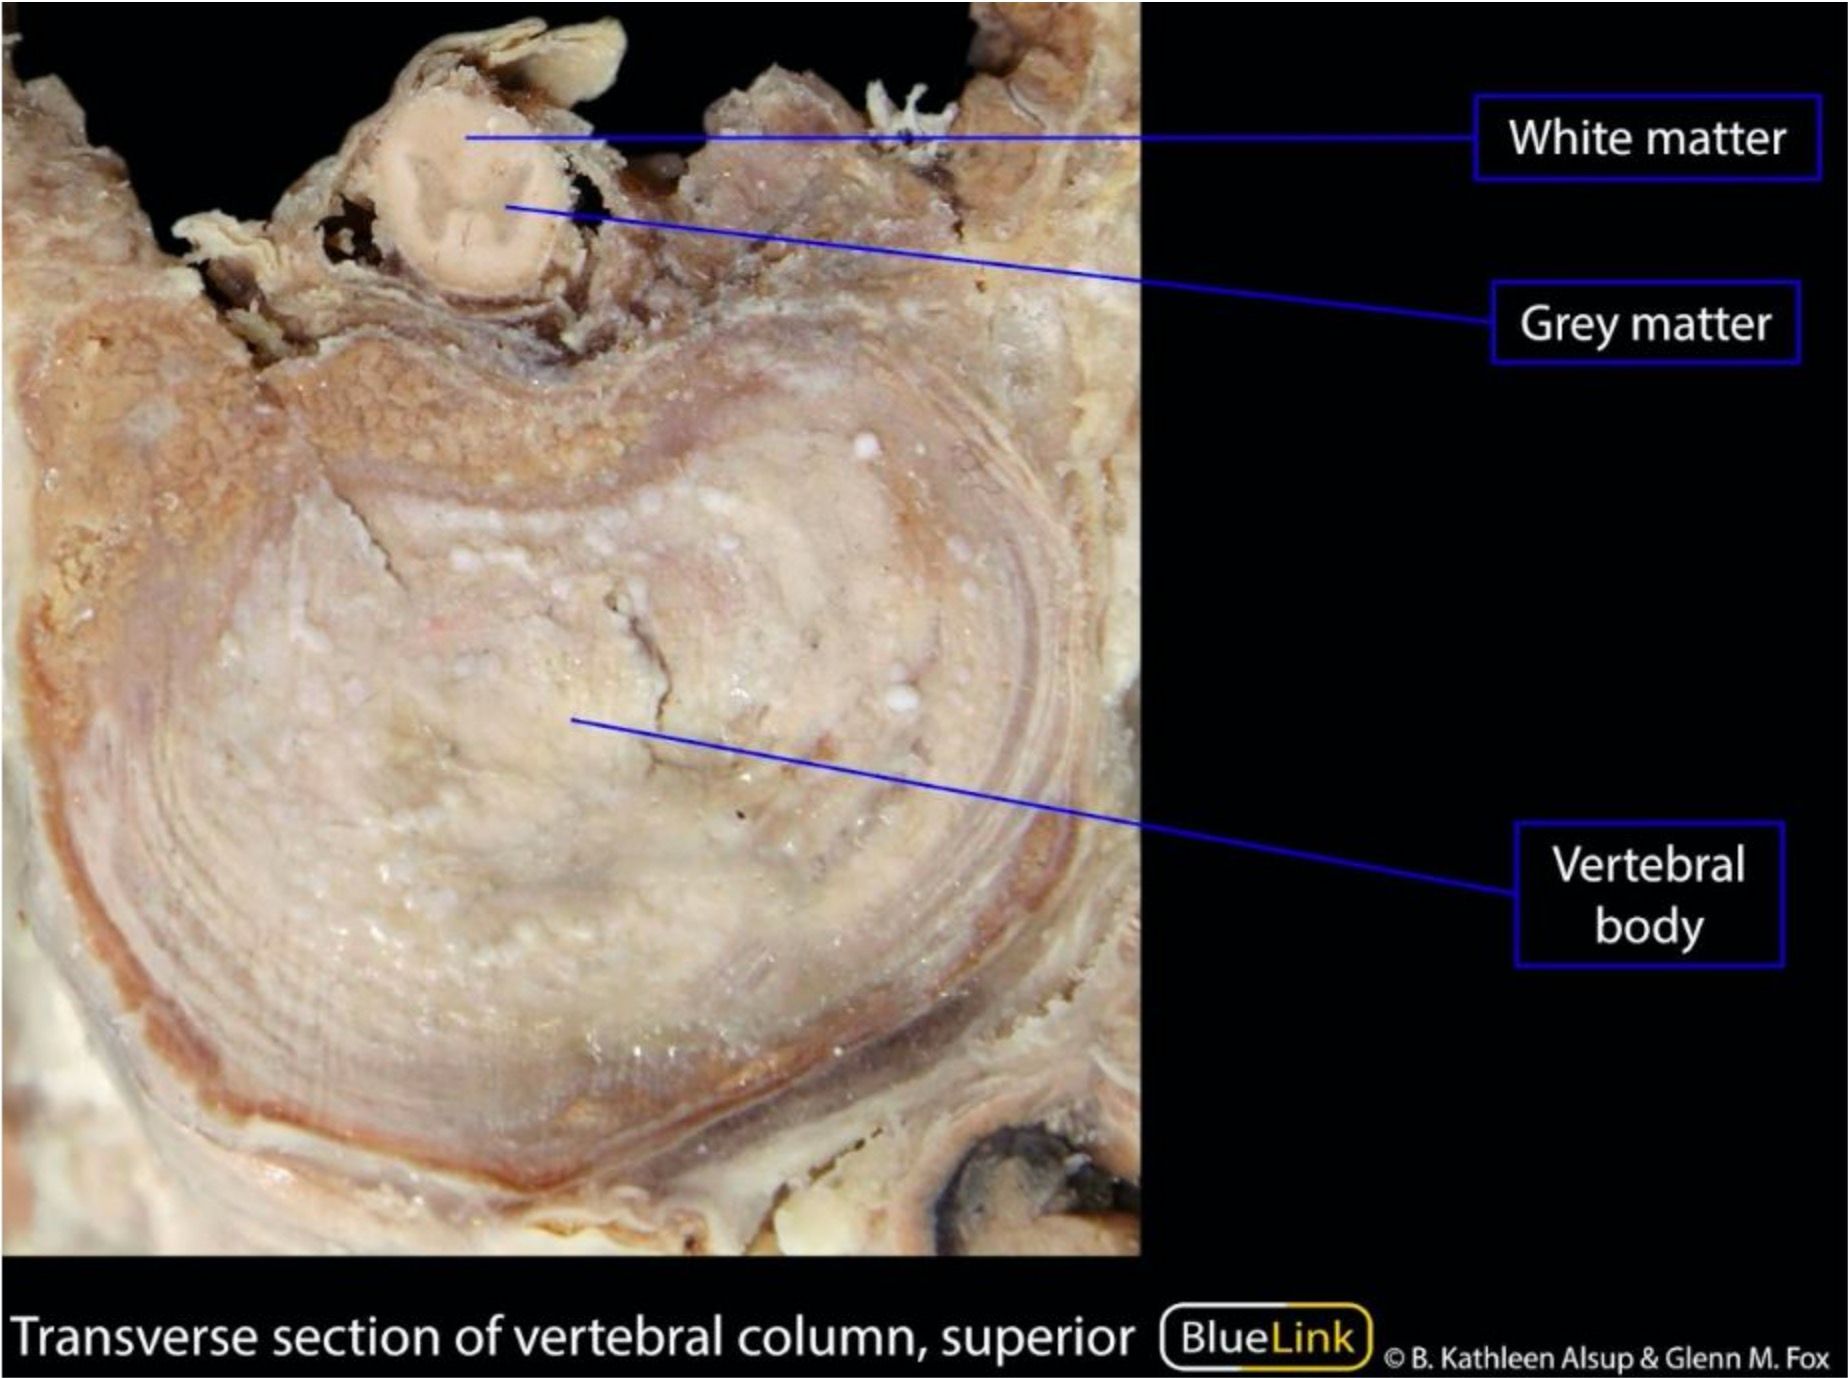 White matter
Grey matter
Vertebral
body
Transverse section of vertebral column, superior BlueLink © B. Kathleen Alsup & Glenn M. Fox